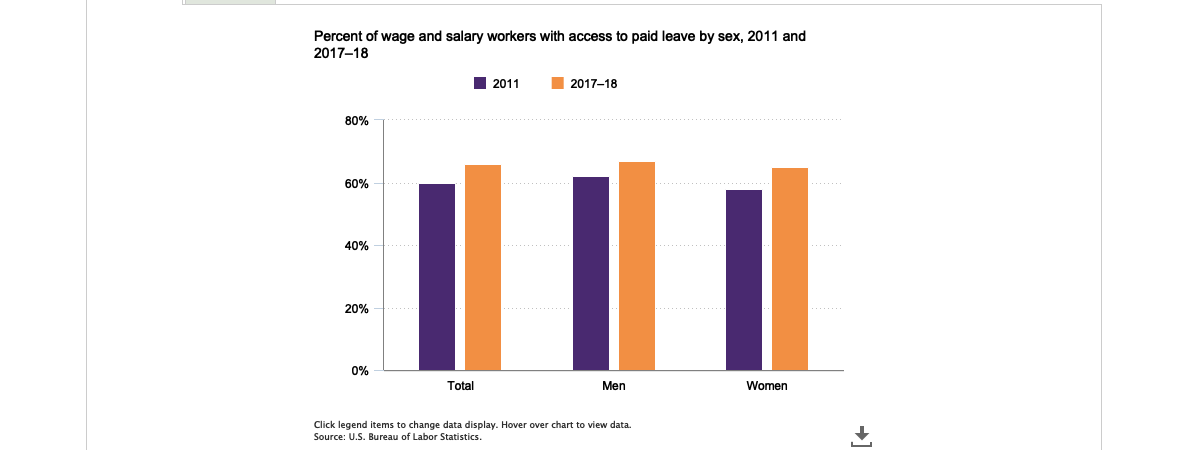 Percent of wage and salary workers with access to paid leave by sex, 2011 and
2017–18
2011 2017–18
80%
60%
40%
20%
0%
Total Men Women
Click legend items to change data display. Hover over chart to view data.
Source: U.S. Bureau of Labor Statistics.